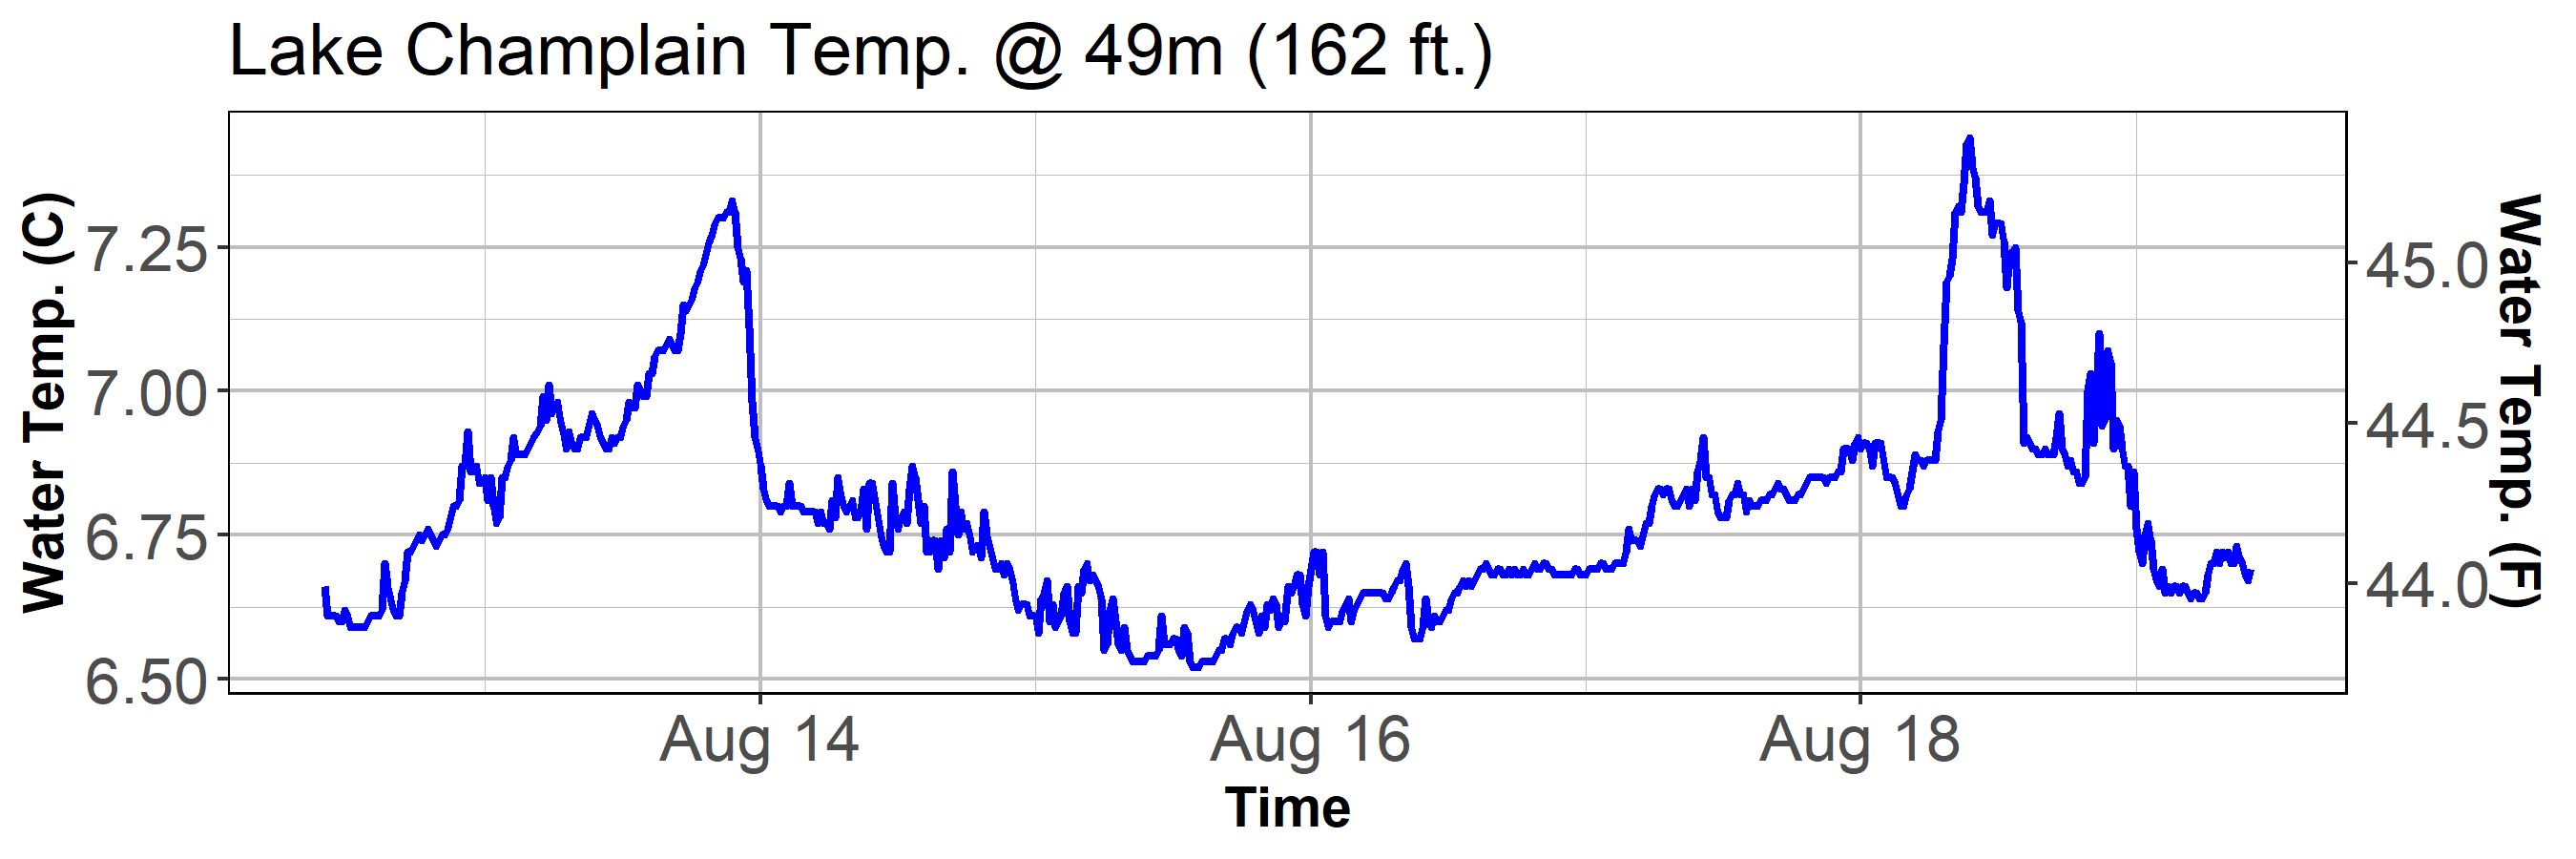 Lake Champlain Temp. @ 49m (162 ft.)
Water Temp. (C)
7.25
7.00
6.75
6.50
45.0
44.5
44.0
Water Temp. (F)
Aug 14
Aug 16
Aug 18
Time